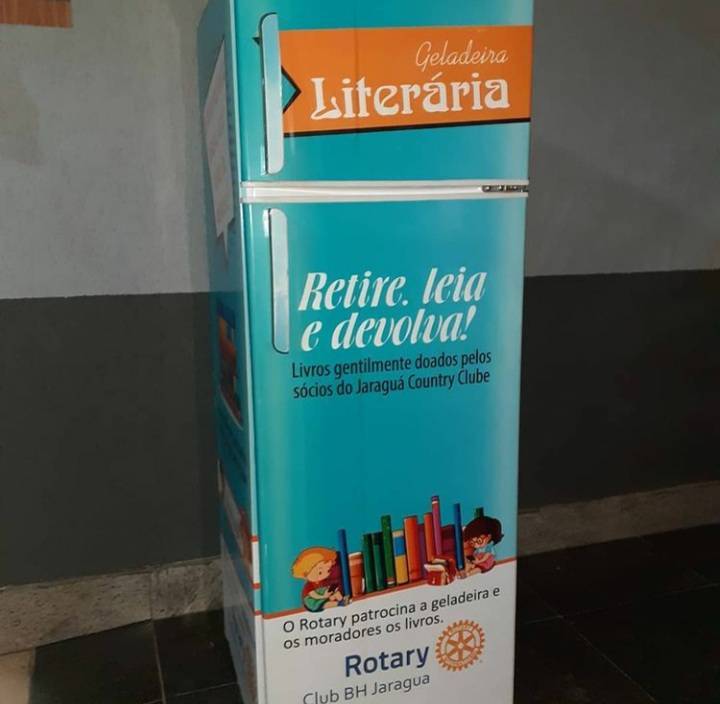 Geladeira
Literária
Retire, leia
e devolva!
Livros gentilmente doados pelos
sócios do Jaraguá Country Clube
O Rotary patrocina a geladeira e
os moradores os livros.
Rotary
Club BH Jaragua